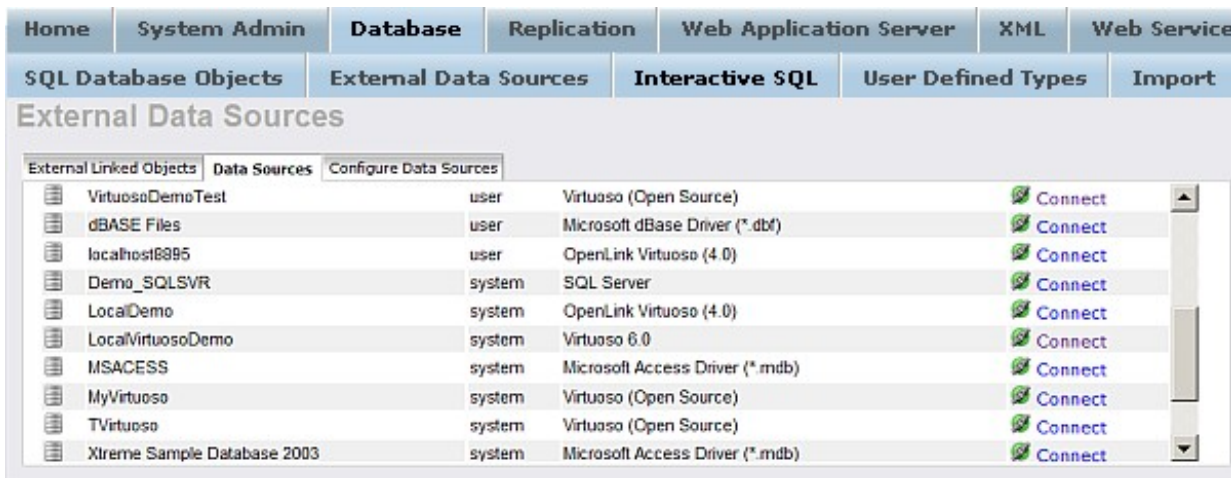 Home System Admin Database Replication Web Application Server XML Web Service
SQL Database Objects External Data Sources Interactive SQL User Defined Types Import
External Data Sources
External Linked Objects Data Sources Configure Data Sources
VirtuosoDemoTest user Virtuoso (Open Source) Connect
dBASE Files user Microsoft dBase Driver (*.dbf) Connect
localhost8895 user OpenLink Virtuoso (4.0) Connect
Demo_SQLSVR system SQL Server Connect
LocalDemo system OpenLink Virtuoso (4.0) Connect
LocalVirtuosoDemo system Virtuoso 6.0 Connect
MSACESS system Microsoft Access Driver (*.mdb) Connect
MyVirtuoso system Virtuoso (Open Source) Connect
TVirtuoso system Virtuoso (Open Source) Connect
Xtreme Sample Database 2003 system Microsoft Access Driver (*.mdb) Connect